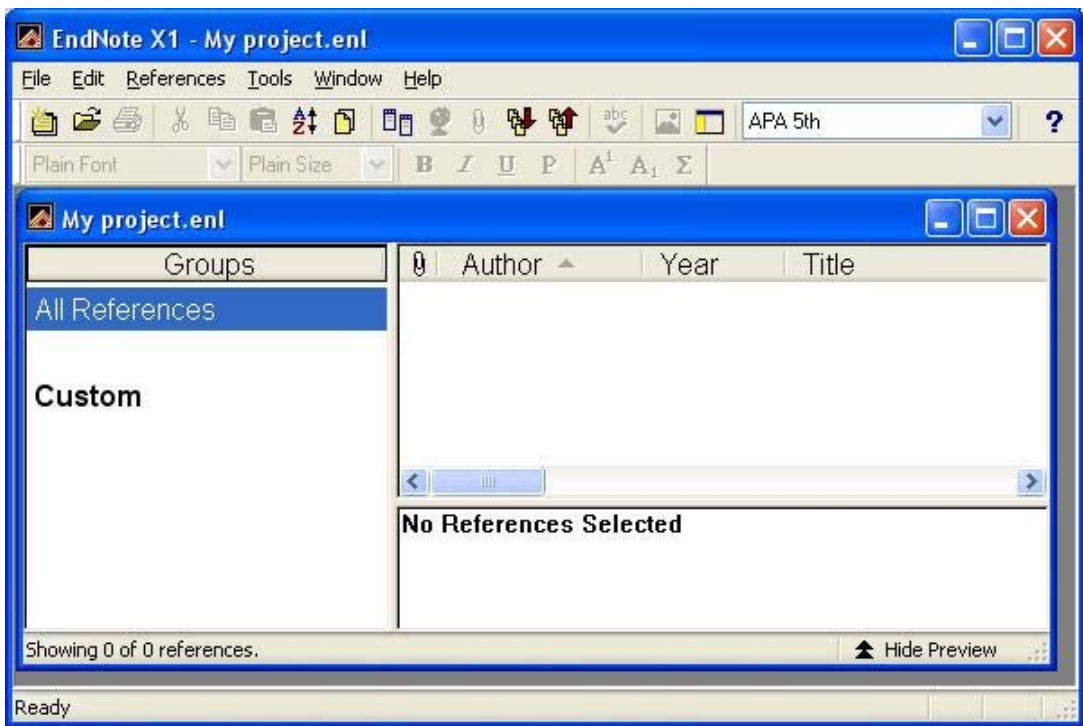 EndNote X1 - My project.enl
File Edit References Tools Window Help
abc APA 5th ?
Plain Font Plain Size B I U P A¹ A₁ Σ
My project.enl
Groups Author Year Title
All References
Custom
No References Selected
Showing 0 of 0 references. Hide Preview
Ready